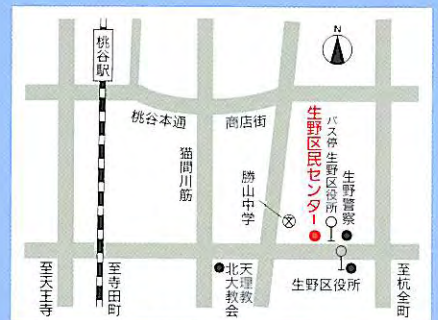 桃谷駅
N
桃谷本通
商店街
猫間川筋
勝山中学
生野区民センター
バス停 生野区役所
生野警察
至天王寺
至寺田町
天理教
北大教会
生野区役所
至杭全町